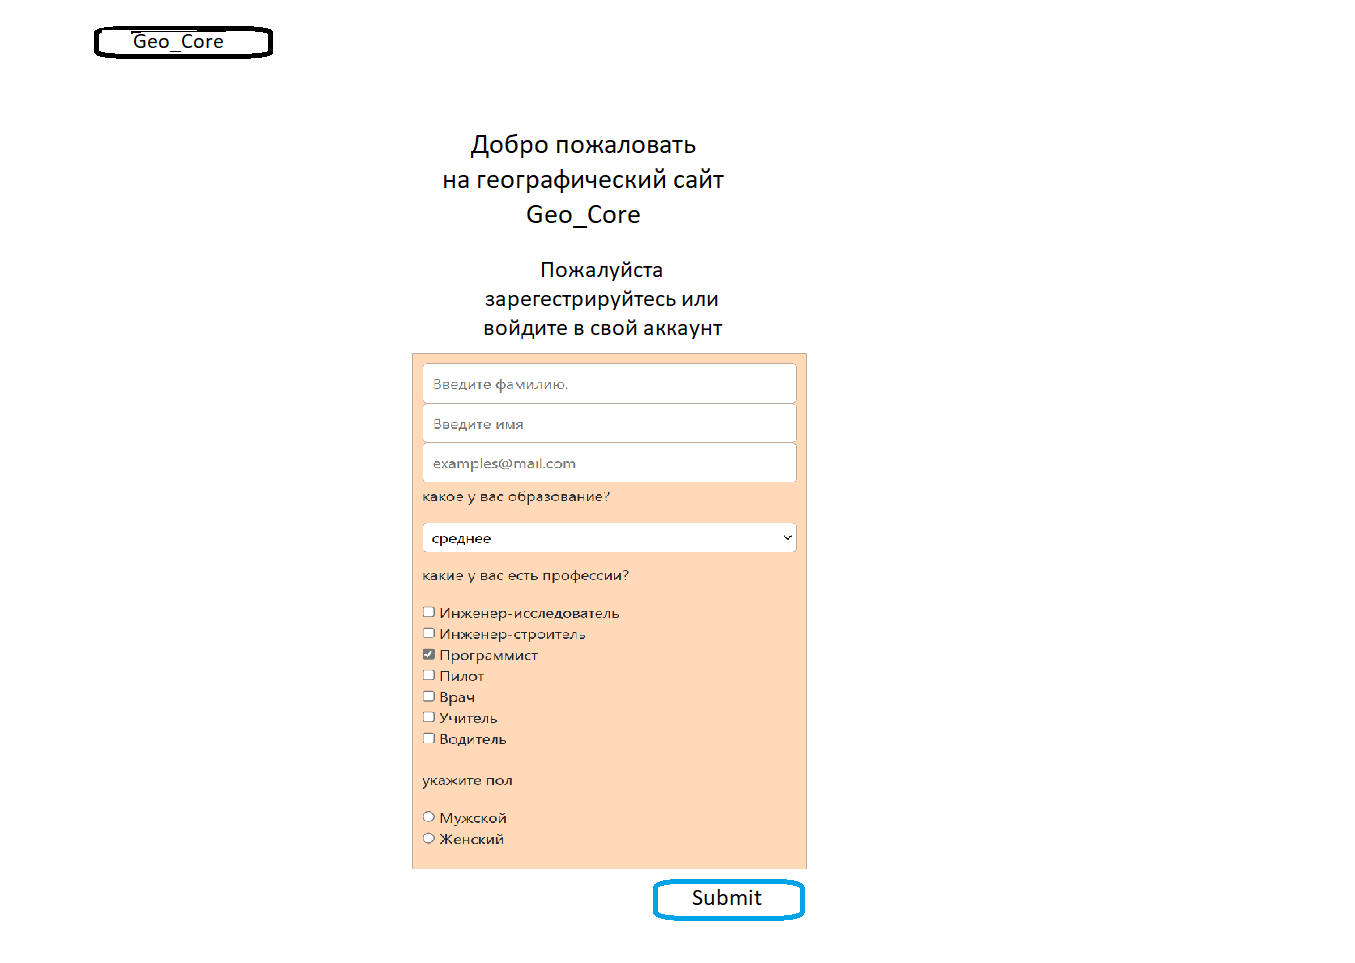 Geo_Core
Добро пожаловать
на географический сайт
Geo_Core
Пожалуйста
зарегестрируйтесь или
войдите в свой аккаунт
Введите фамилию.
Введите имя
examples@mail.com
какое у вас образование?
среднее
какие у вас есть профессии?
Инженер-исследователь
Инженер-строитель
Программист
Пилот
Врач
Учитель
Водитель
укажите пол
Мужской
Женский
Submit